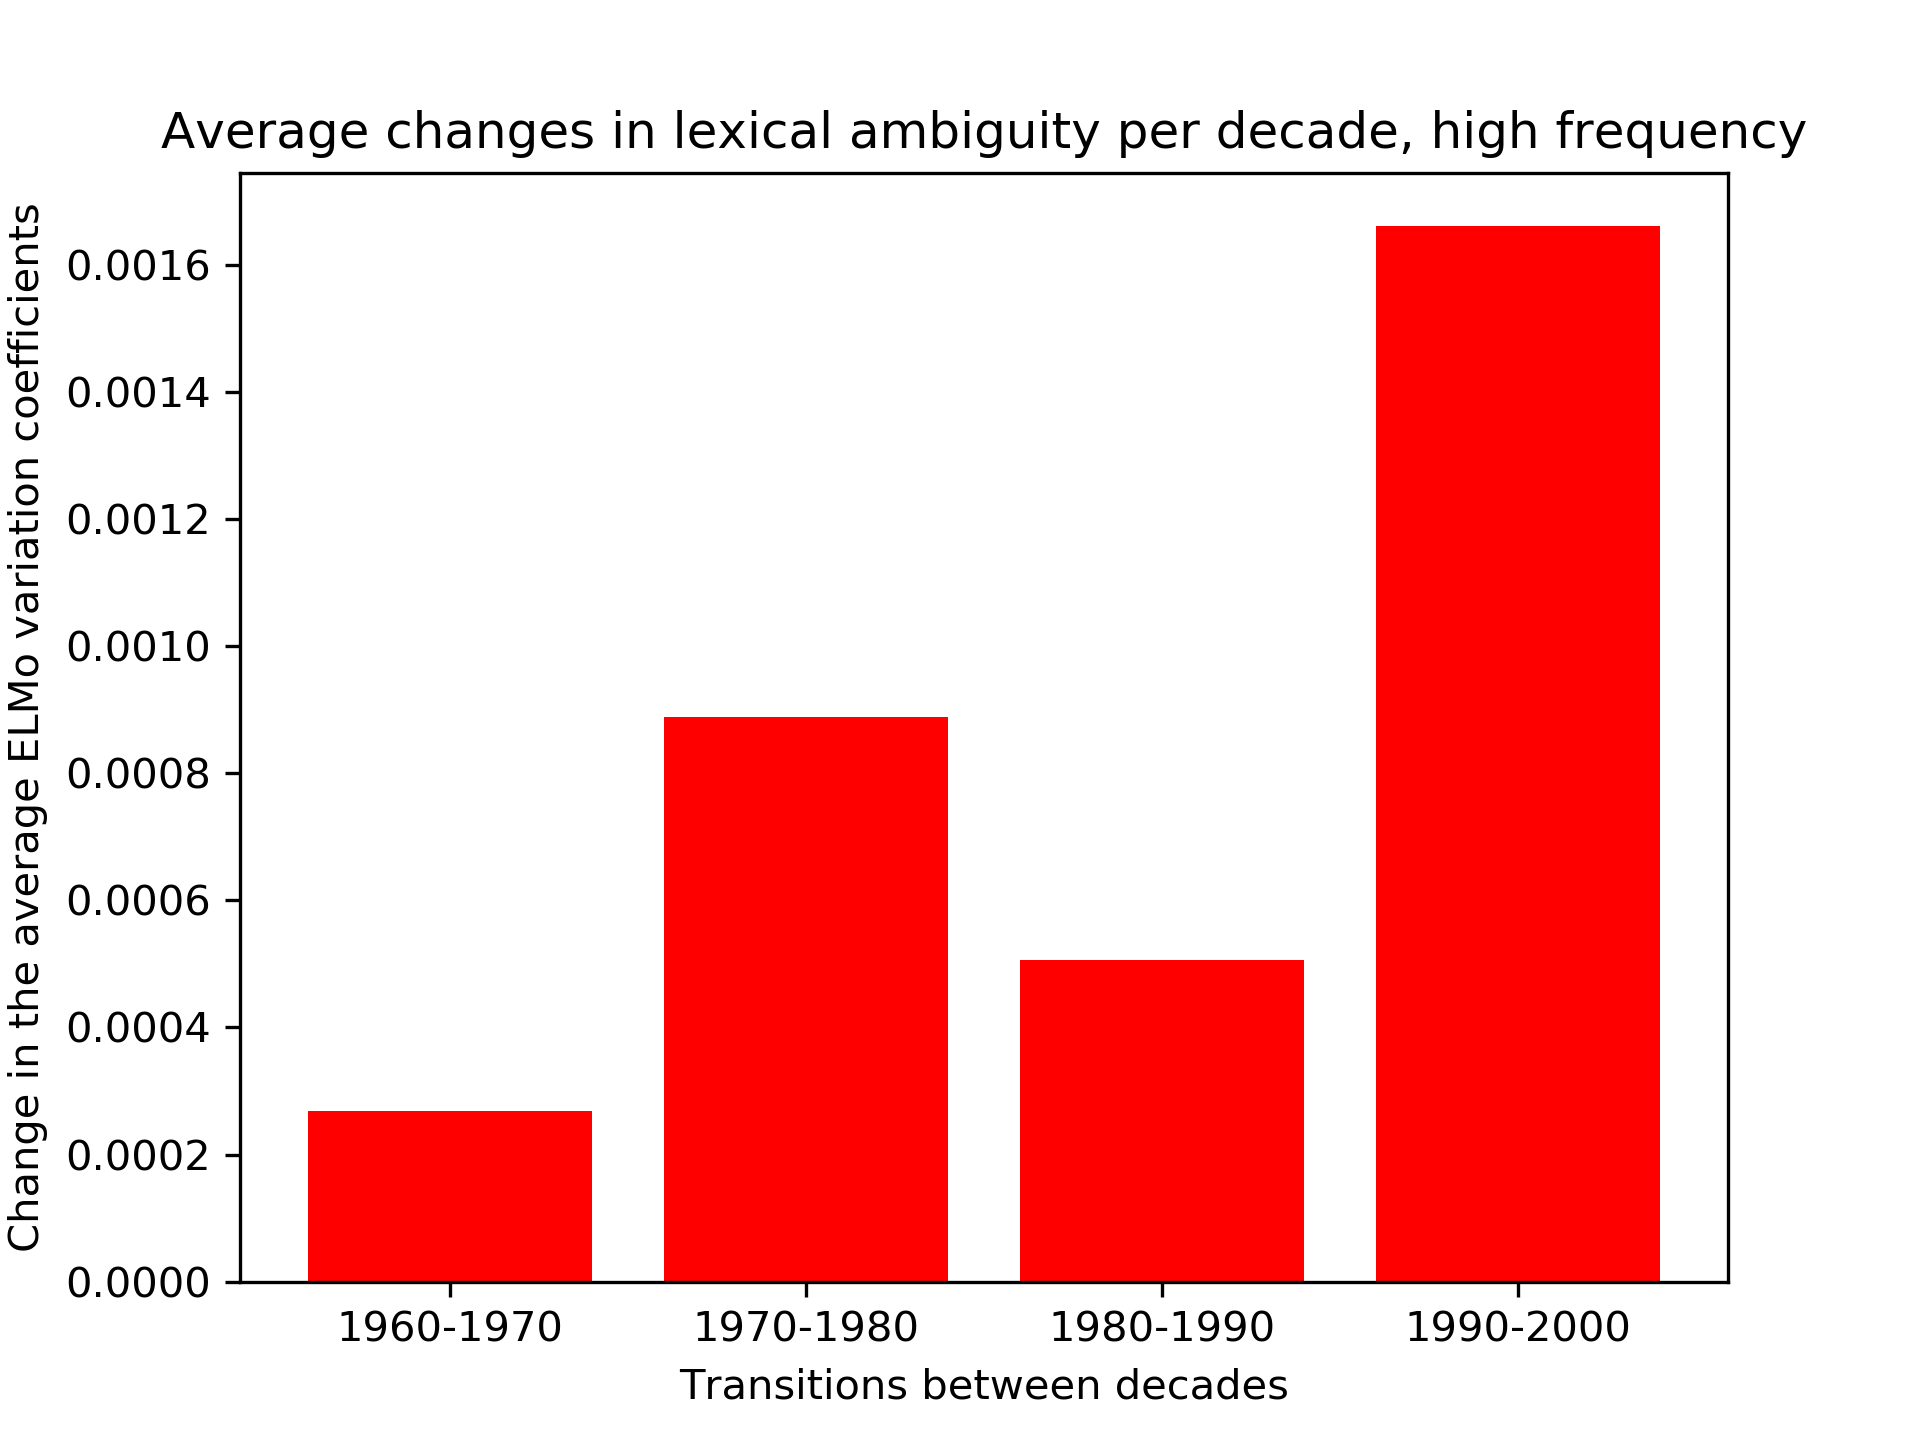 Average changes in lexical ambiguity per decade, high frequency
Change in the average ELMo variation coefficients
0.0016
0.0014
0.0012
0.0010
0.0008
0.0006
0.0004
0.0002
0.0000
1960-1970 1970-1980 1980-1990 1990-2000
Transitions between decades